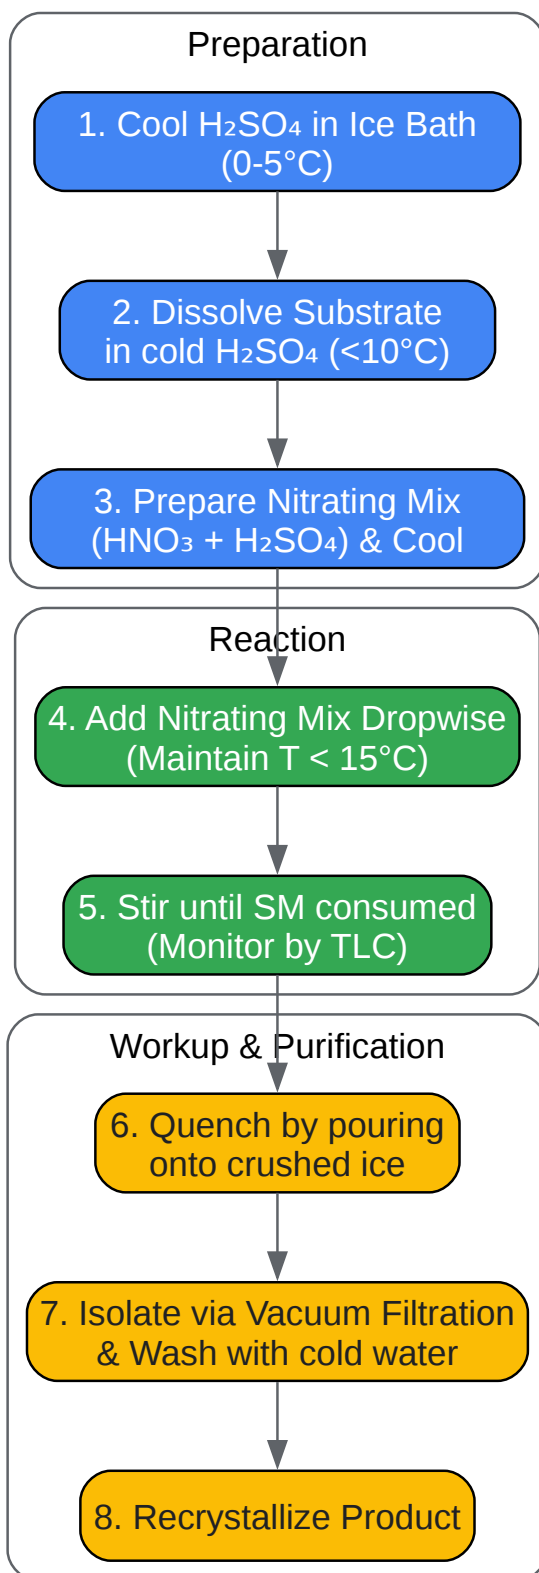 Preparation
1. Cool H₂SO₄ in Ice Bath
(0-5°C)
2. Dissolve Substrate
in cold H₂SO₄ (<10°C)
3. Prepare Nitrating Mix
(HNO₃ + H₂SO₄) & Cool
Reaction
4. Add Nitrating Mix Dropwise
(Maintain T < 15°C)
5. Stir until SM consumed
(Monitor by TLC)
Workup & Purification
6. Quench by pouring
onto crushed ice
7. Isolate via Vacuum Filtration
& Wash with cold water
8. Recrystallize Product